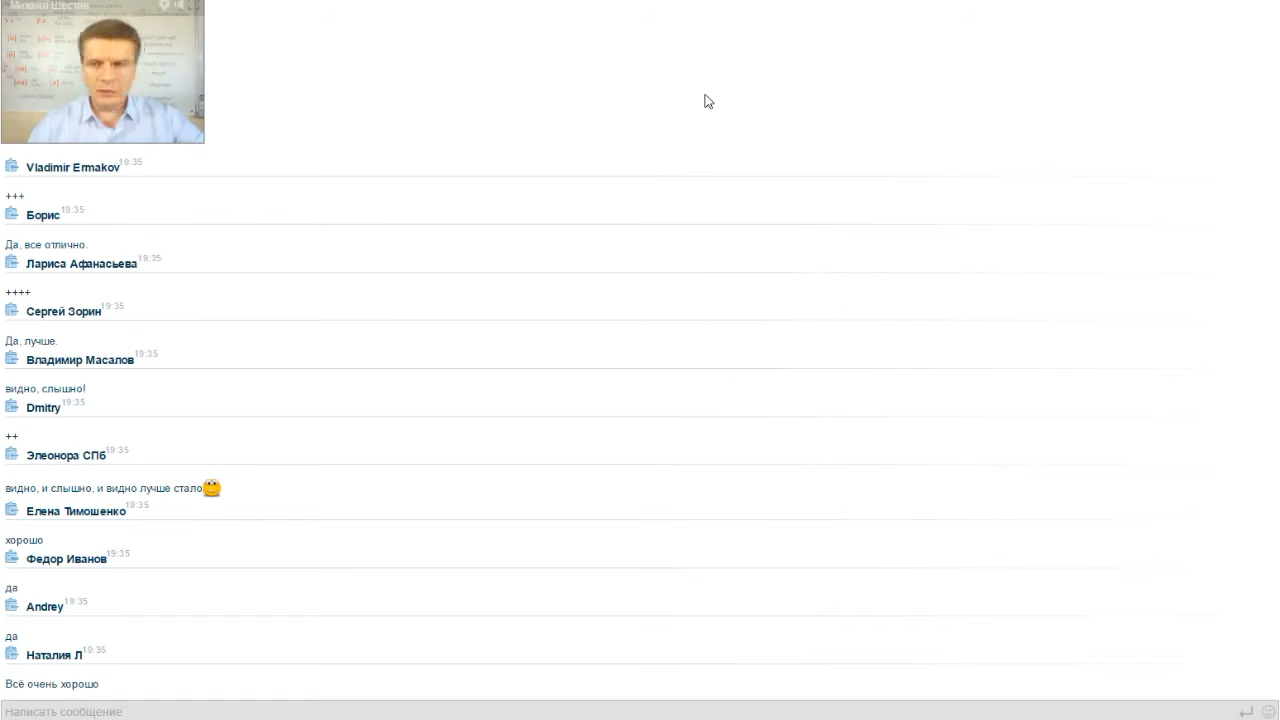 Михаил Шестов
Vladimir Ermakov 19:35
+++
Борис 19:35
Да, все отлично.
Лариса Афанасьева 19:35
++++
Сергей Зорин 19:35
Да, лучше.
Владимир Масалов 19:35
видно, слышно!
Dmitry 19:35
++
Элеонора СПб 19:35
видно, и слышно, и видно лучше стало
Елена Тимошенко 19:35
хорошо
Федор Иванов 19:35
да
Andrey 19:35
да
Наталия Л 19:35
Всё очень хорошо
Написать сообщение